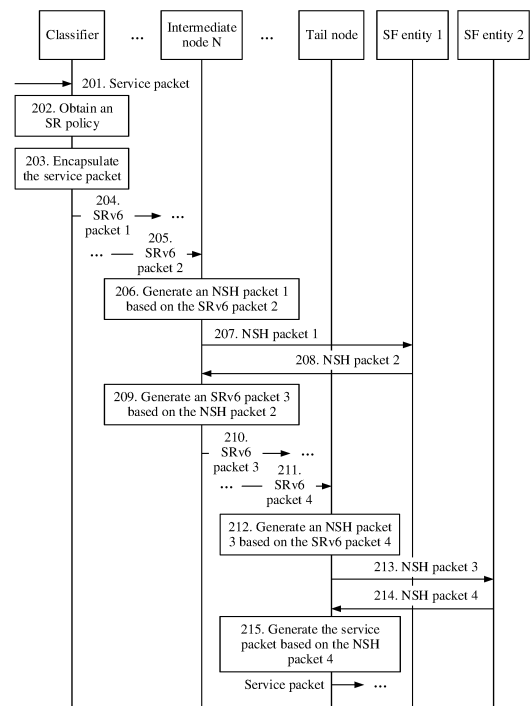 Classifier
...
Intermediate
node N
...
Tail node
SF entity 1
SF entity 2
201. Service packet
202. Obtain an
SR policy
203. Encapsulate
the service packet
204.
SRv6
packet 1
...
205.
...
SRv6
packet 2
206. Generate an NSH packet 1
based on the SRv6 packet 2
207. NSH packet 1
208. NSH packet 2
209. Generate an SRv6 packet 3
based on the NSH packet 2
210.
SRv6
packet 3
...
211.
...
SRv6
packet 4
212. Generate an NSH packet
3 based on the SRv6 packet 4
213. NSH packet 3
214. NSH packet 4
215. Generate the service
packet based on the NSH
packet 4
Service packet
...